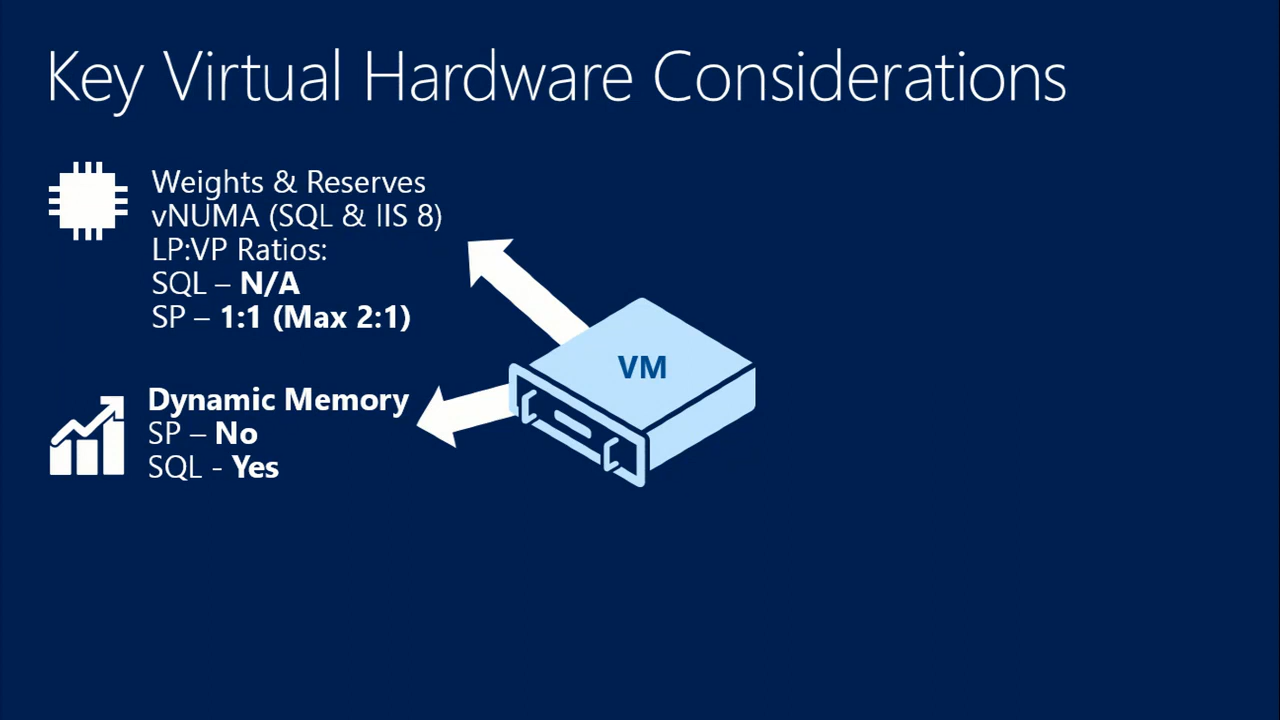 Key Virtual Hardware Considerations
Weights & Reserves
vNUMA (SQL & IIS 8)
LP:VP Ratios:
SQL – N/A
SP – 1:1 (Max 2:1)
VM
Dynamic Memory
SP – No
SQL - Yes